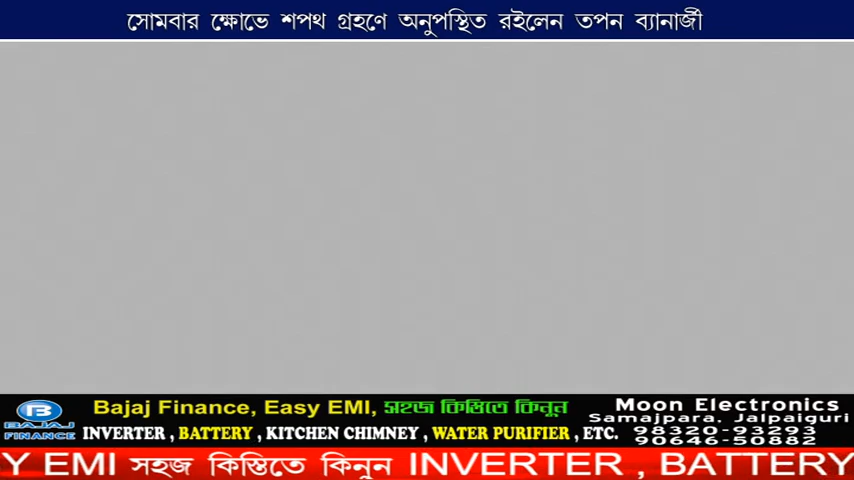 সোমবার ক্ষোভে শপথ গ্রহণে অনুপস্থিত রইলেন তপন ব্যানার্জী
B
BAJAJ
FINANCE
Bajaj Finance, Easy EMI, সহজ কিস্তিতে কিনুন
INVERTER , BATTERY , KITCHEN CHIMNEY , WATER PURIFIER , ETC.
Moon Electronics
Samajpara, Jalpaiguri
98320-93293
90646-50882
Y EMI সহজ কিস্তিতে কিনুন INVERTER , BATTERY